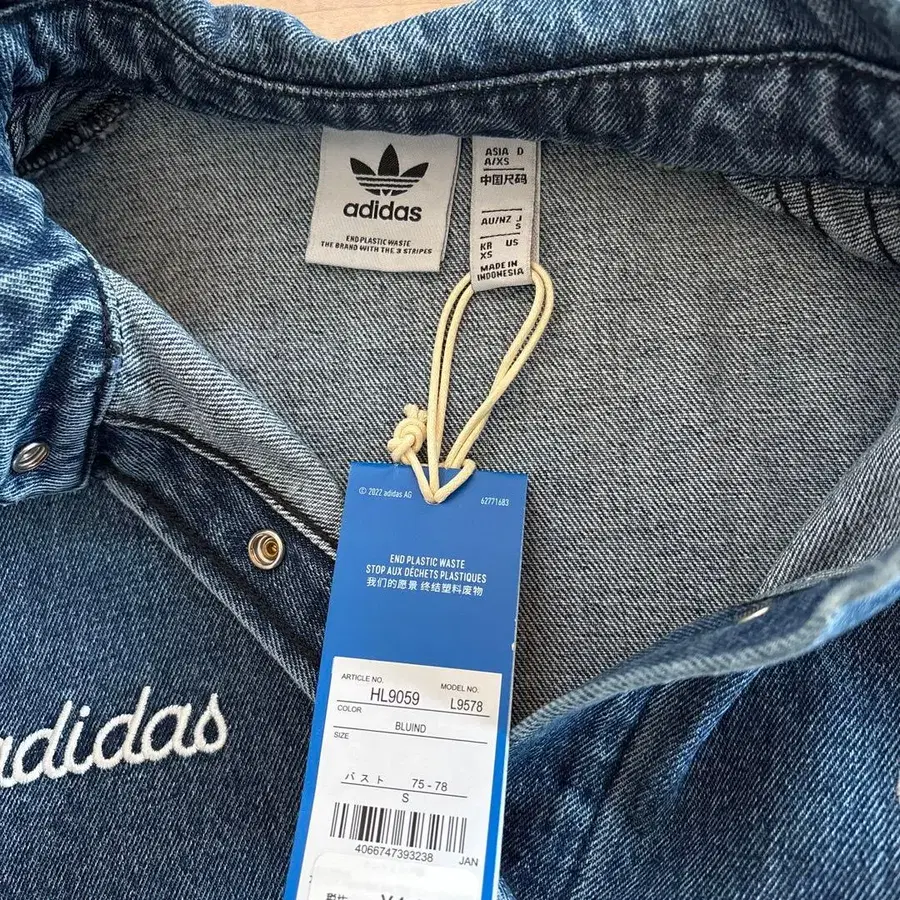 adidas
END PLASTIC WASTE
THE BRAND WITH THE 3 STRIPES
ASIA D
A/XS
中国尺码
AU/NZ J
S
KR US
XS
MADE IN
INDONESIA
© 2022 adidas AG 62771683
END PLASTIC WASTE
STOP AUX DÉCHETS PLASTIQUES
我们的愿景 终结塑料废物
ARTICLE NO. MODEL NO.
HL9059 L9578
COLOR
BLUIND
SIZE
バスト 75-78
S
4066747393238 JAN
adidas